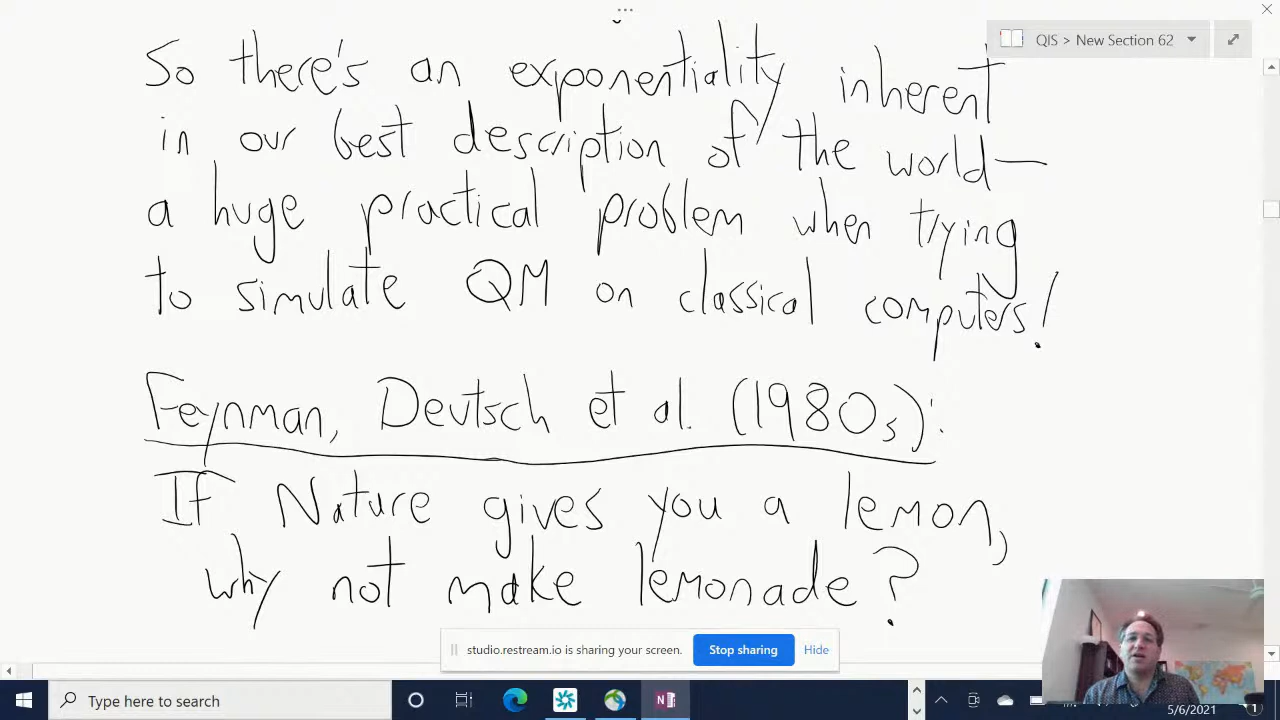 QIS > New Section 62
So there's an exponentiality inherent
in our best description of the world—
a huge practical problem when trying
to simulate QM on classical computers!
Feynman, Deutsch et al. (1980s):
If Nature gives you a lemon,
why not make lemonade?
studio.restream.io is sharing your screen.
Stop sharing
Hide
Type here to search
5/6/2021
1